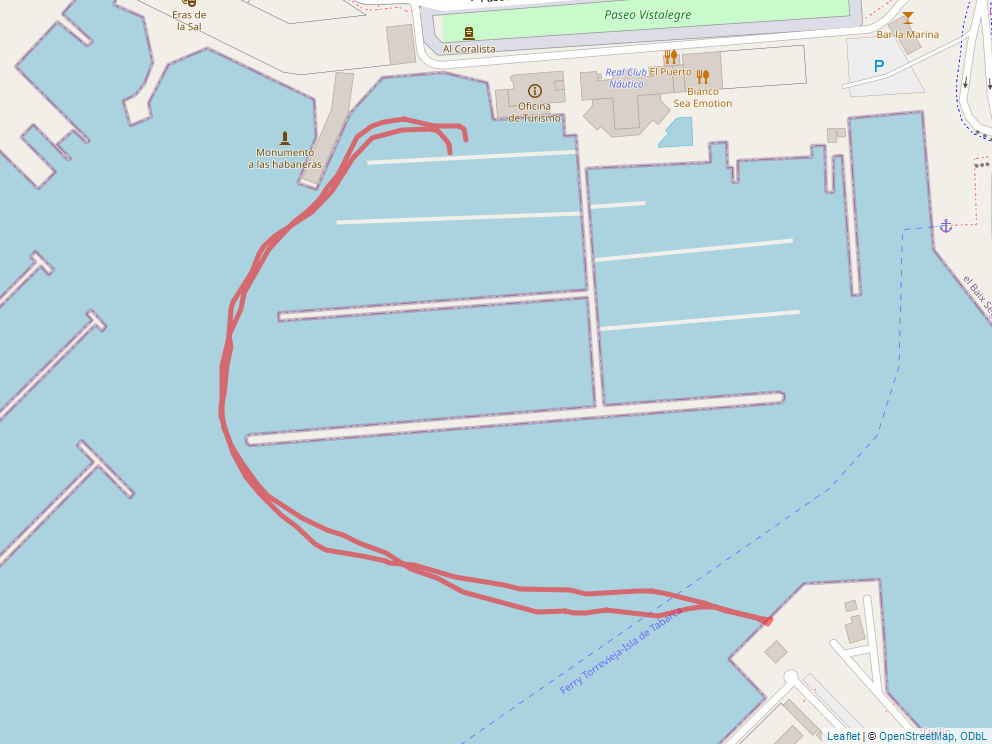 Paseo Vistalegre
Eras de
la Sal
Al Coralista
Bar la Marina
P
Real Club
Náutico
El Puerto
Bianco
Sea Emotion
Oficina
de Turismo
Monumento
a las habaneras
el Baix Seg
Ferry Torrevieja-Isla de Tabarca
Leaflet | © OpenStreetMap, ODbL